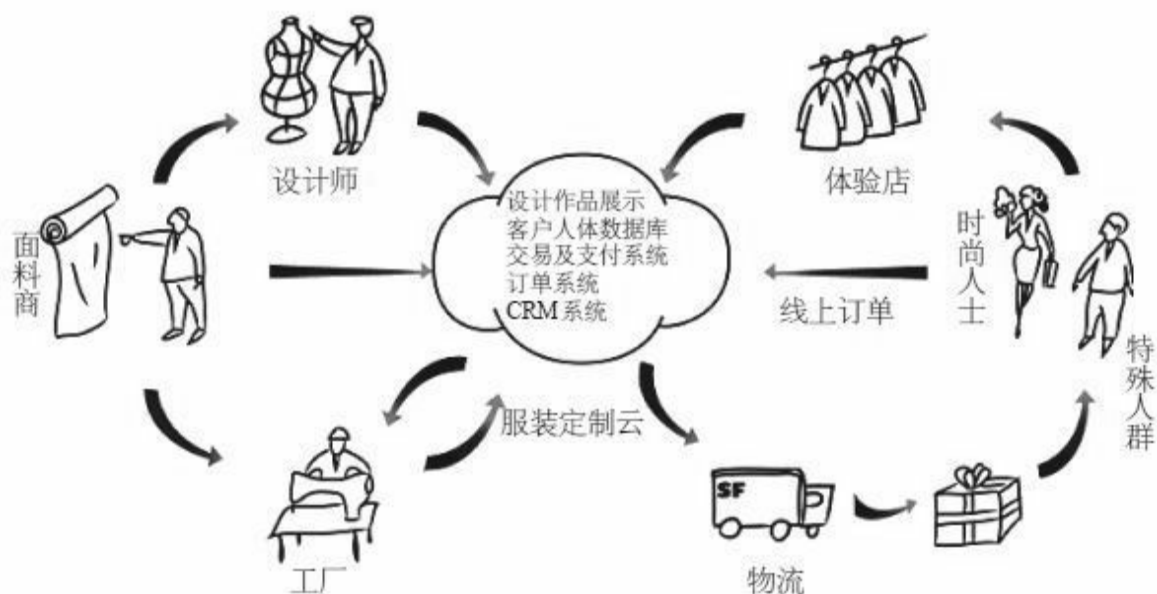 设计师
体验店
面料商
设计作品展示
客户人体数据库
交易及支付系统
订单系统
CRM系统
时尚人士
线上订单
特殊人群
服装定制云
SF
工厂
物流